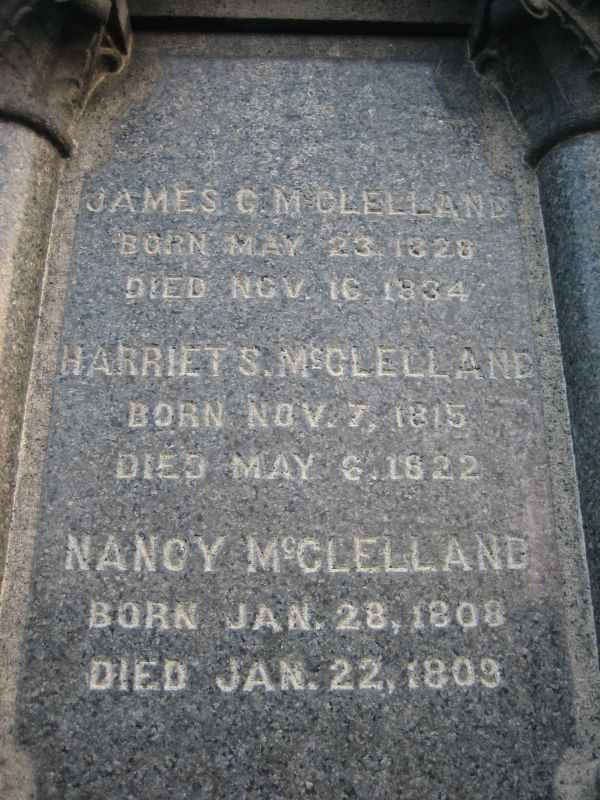 JAMES C. McCLELLAND
BORN MAY 23. 1828
DIED NOV. 16. 1834
HARRIET S. McCLELLAND
BORN NOV. 7, 1815
DIED MAY 6. 1822
NANCY McCLELLAND
BORN JAN. 28, 1808
DIED JAN. 22, 1809